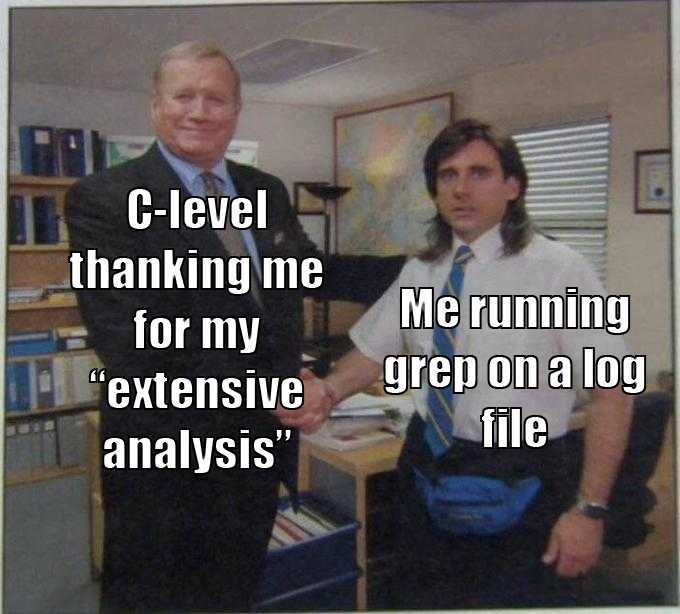 C-level
thanking me
for my
“extensive
analysis”
Me running
grep on a log
file